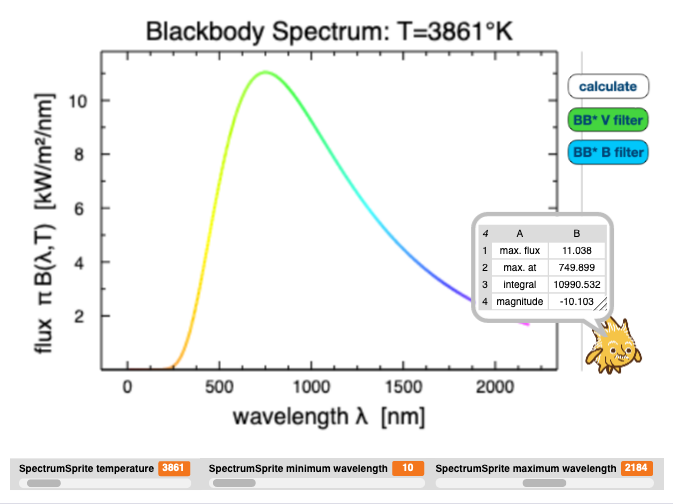 Blackbody Spectrum: T=3861°K
flux π B(λ,T) [kW/m²/nm]
10
8
6
4
2
0 500 1000 1500 2000
wavelength λ [nm]
calculate
BB* V filter
BB* B filter
4 A B
1 max. flux 11.038
2 max. at 749.899
3 integral 10990.532
4 magnitude -10.103
SpectrumSprite temperature 3861
SpectrumSprite minimum wavelength 10
SpectrumSprite maximum wavelength 2184